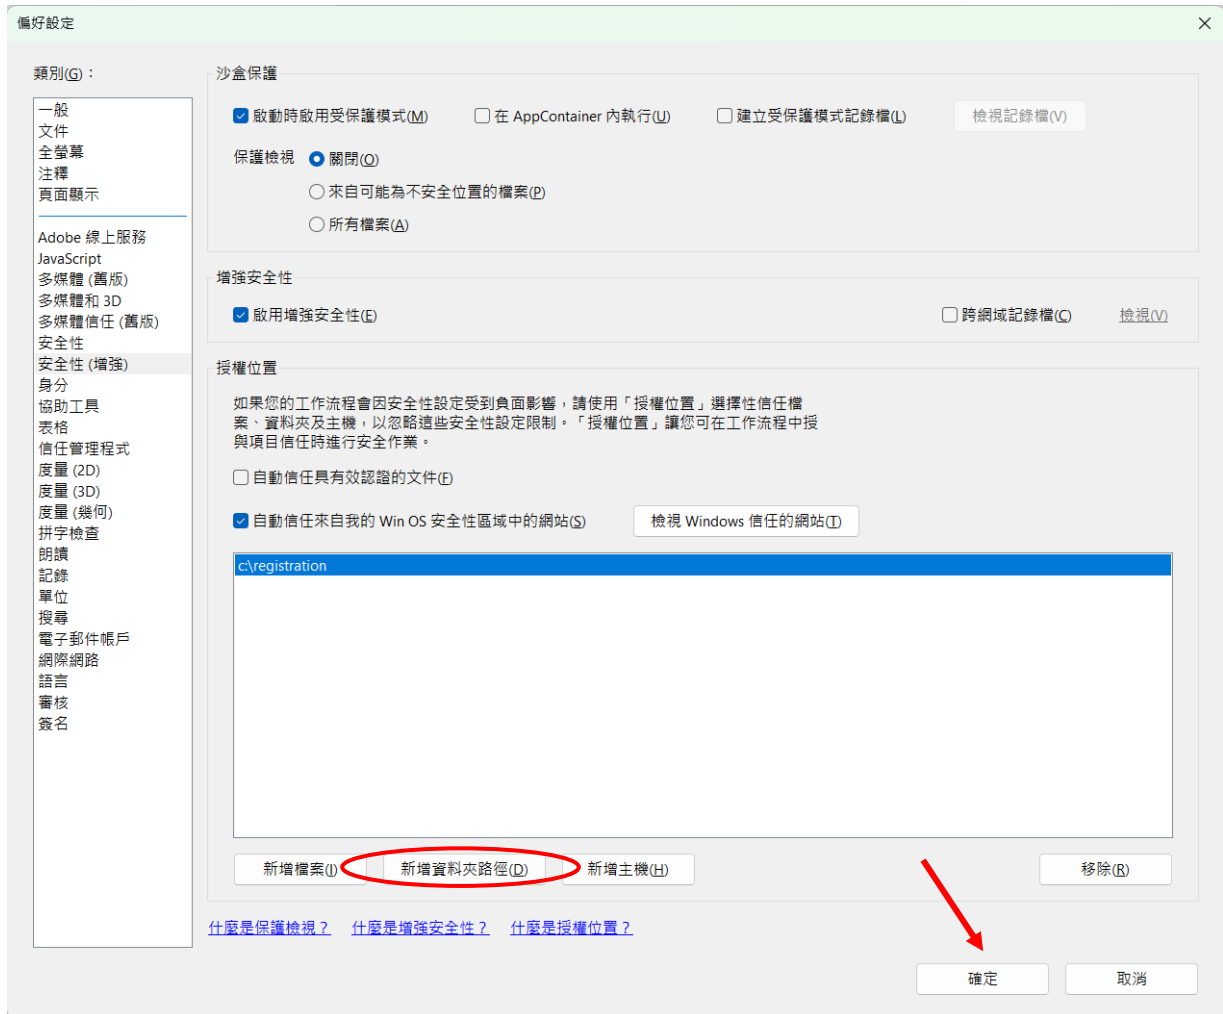 偏好設定
類別(G)：
一般
文件
全螢幕
注釋
頁面顯示
Adobe 線上服務
JavaScript
多媒體 (舊版)
多媒體和 3D
多媒體信任 (舊版)
安全性
安全性 (增強)
身分
協助工具
表格
信任管理程式
度量 (2D)
度量 (3D)
度量 (幾何)
拼字檢查
朗讀
記錄
單位
搜尋
電子郵件帳戶
網際網路
語言
審核
簽名
沙盒保護
啟動時啟用受保護模式(M) 在 AppContainer 內執行(U) 建立受保護模式記錄檔(L) 檢視記錄檔(V)
保護檢視 關閉(O)
來自可能為不安全位置的檔案(P)
所有檔案(A)
增強安全性
啟用增強安全性(E) 跨網域記錄檔(C) 檢視(V)
授權位置
如果您的工作流程會因安全性設定受到負面影響，請使用「授權位置」選擇性信任檔
案、資料夾及主機，以忽略這些安全性設定限制。「授權位置」讓您可在工作流程中授
與項目信任時進行安全作業。
自動信任具有效認證的文件(F)
自動信任來自我的 Win OS 安全性區域中的網站(S) 檢視 Windows 信任的網站(T)
c:\registration
新增檔案(I) 新增資料夾路徑(D) 新增主機(H) 移除(R)
什麼是保護檢視？ 什麼是增強安全性？ 什麼是授權位置？
確定 取消